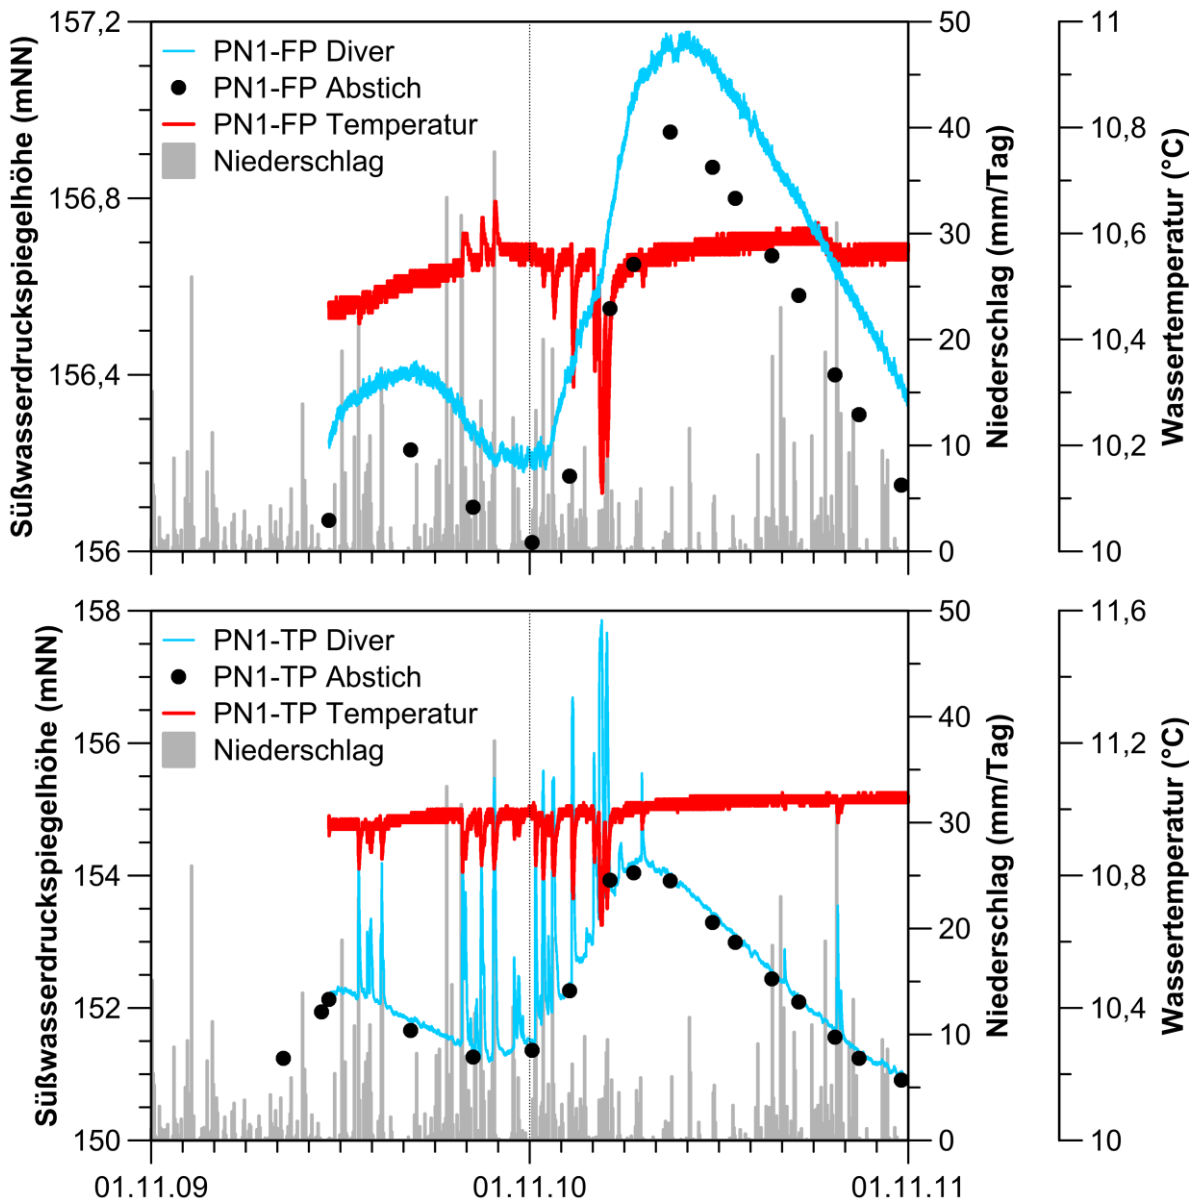 157,2
156,8
156,4
156
Süßwasserdruckspiegelhöhe (mNN)
PN1-FP Diver
PN1-FP Abstich
PN1-FP Temperatur
Niederschlag
50
40
30
20
10
0
Niederschlag (mm/Tag)
11
10,8
10,6
10,4
10,2
10
Wassertemperatur (°C)
158
156
154
152
150
Süßwasserdruckspiegelhöhe (mNN)
PN1-TP Diver
PN1-TP Abstich
PN1-TP Temperatur
Niederschlag
50
40
30
20
10
0
Niederschlag (mm/Tag)
11,6
11,2
10,8
10,4
10
Wassertemperatur (°C)
01.11.09
01.11.10
01.11.11